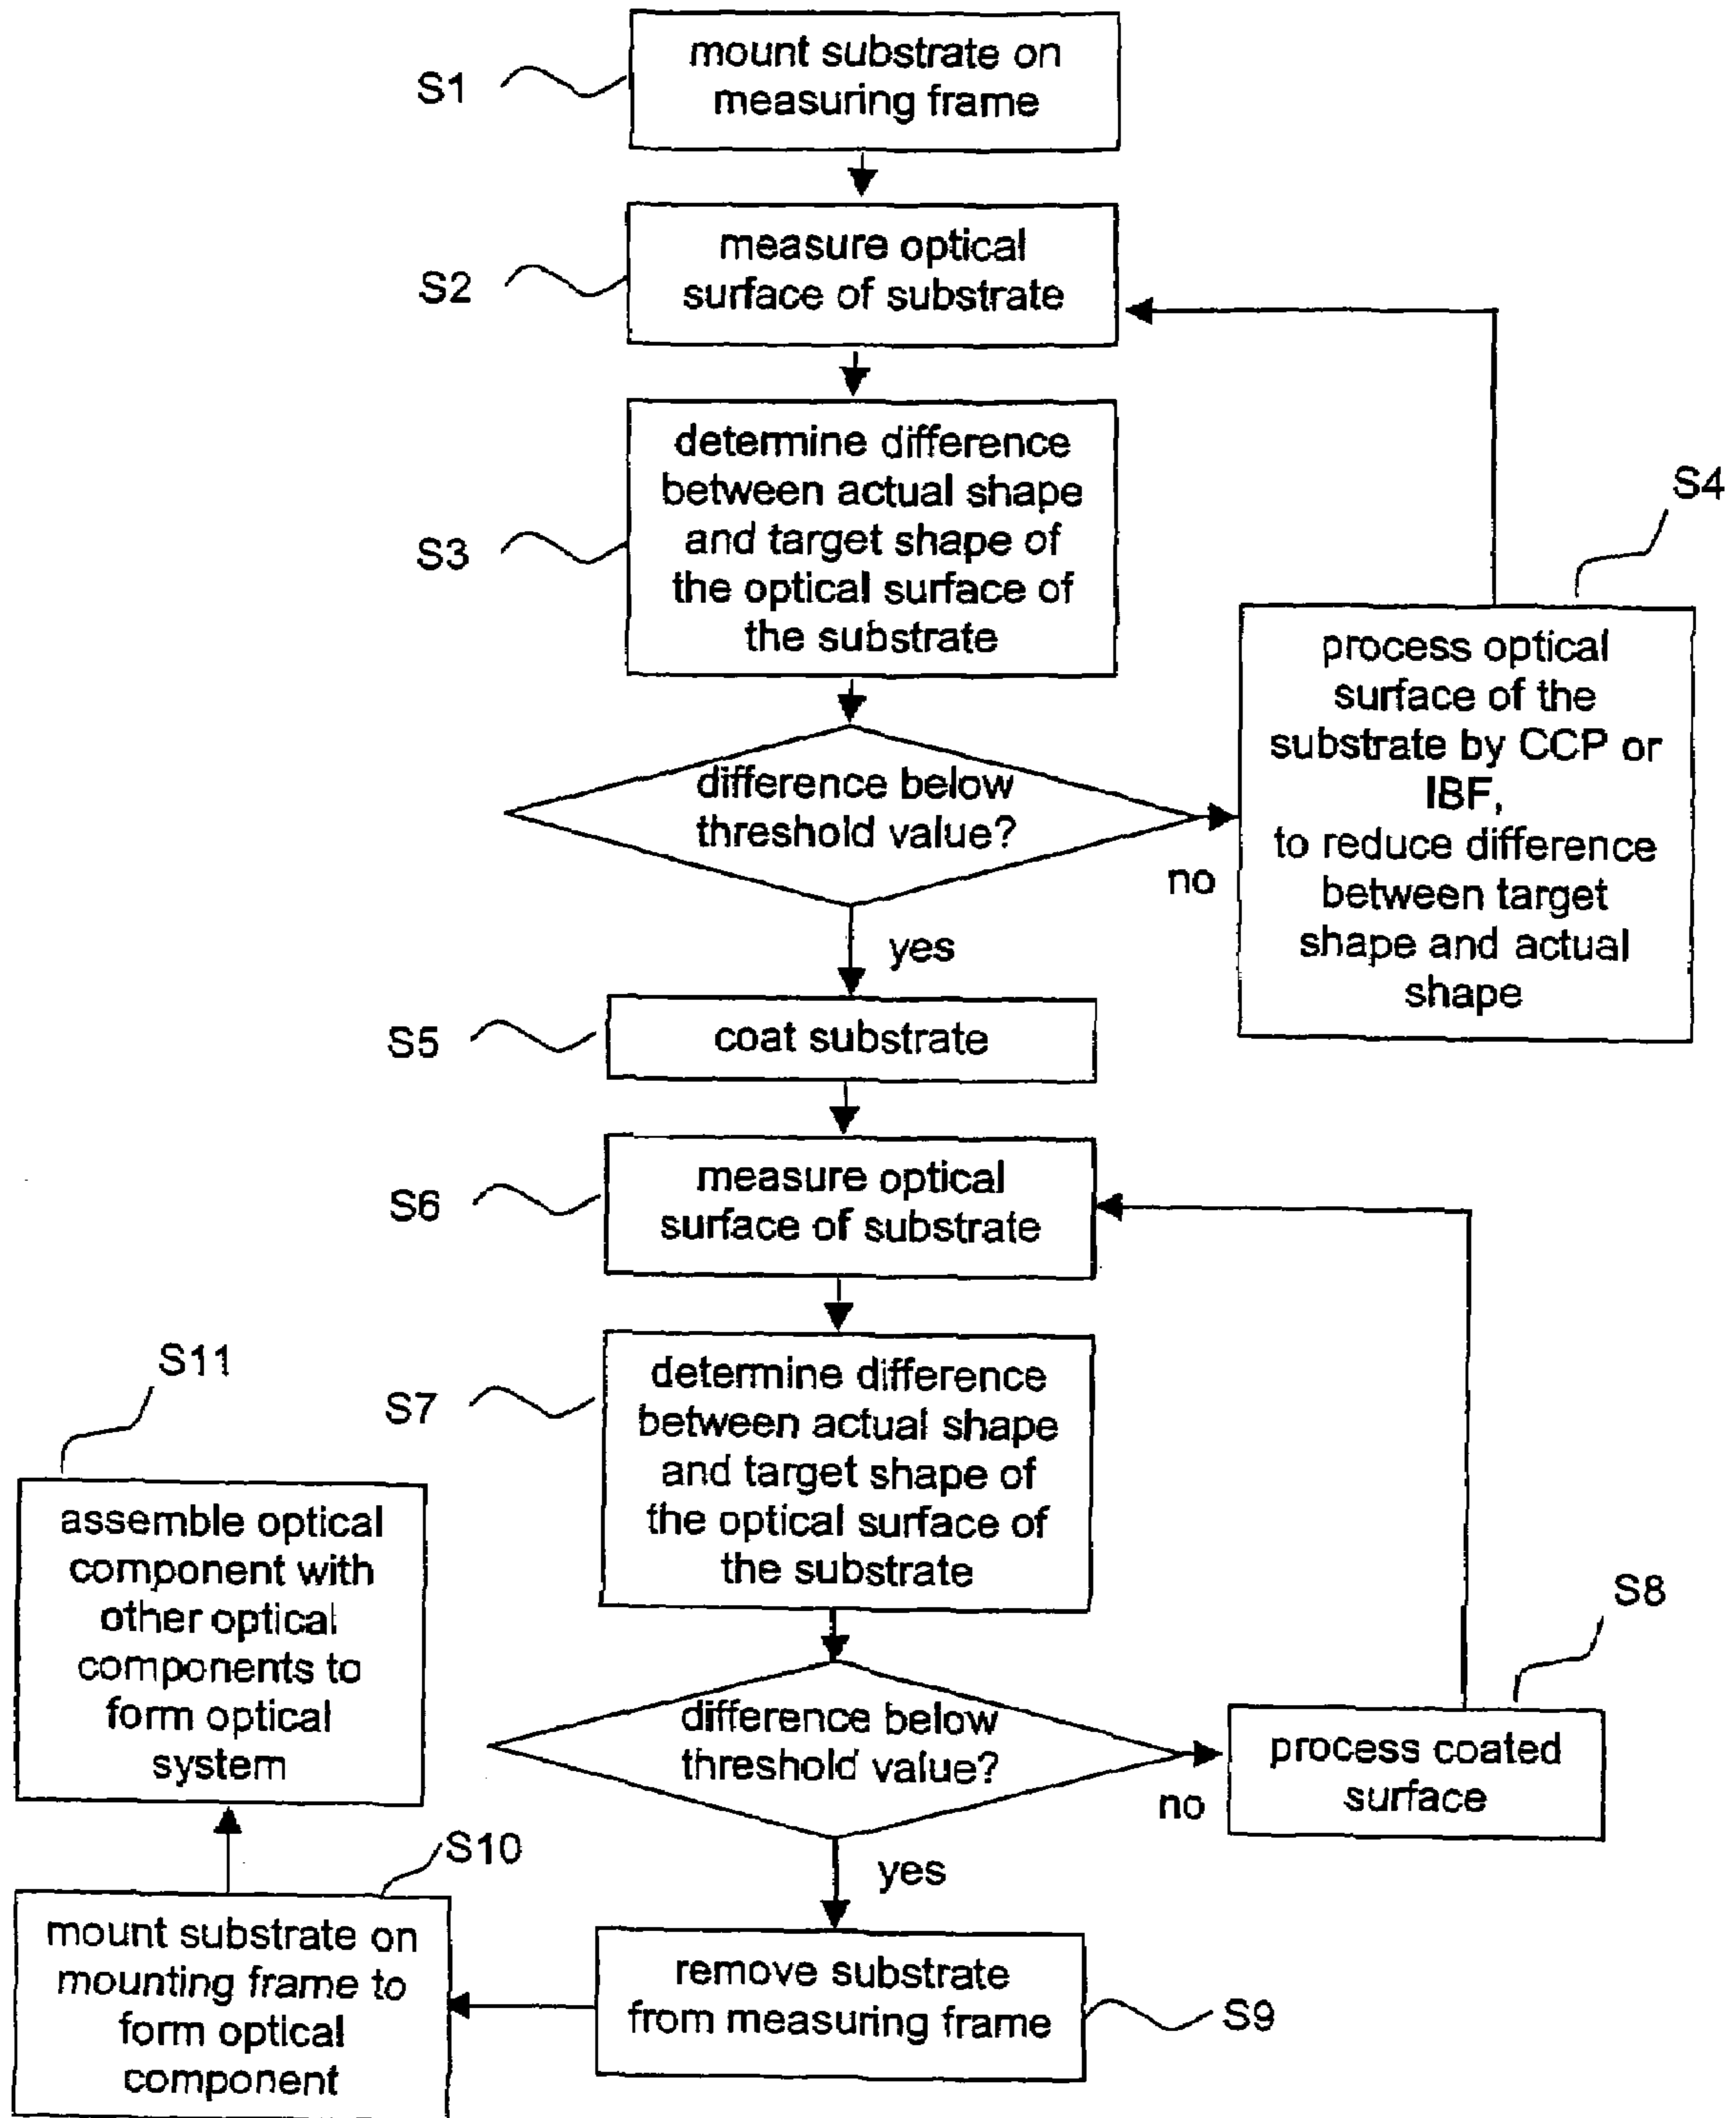 S1
mount substrate on
measuring frame
S2
measure optical
surface of substrate
S3
determine difference
between actual shape
and target shape of
the optical surface of
the substrate
S4
process optical
surface of the
substrate by CCP or
IBF,
to reduce difference
between target
shape and actual
shape
difference below
threshold value?
no
yes
S5
coat substrate
S6
measure optical
surface of substrate
S7
determine difference
between actual shape
and target shape of
the optical surface of
the substrate
S8
process coated
surface
difference below
threshold value?
no
yes
remove substrate
from measuring frame
S9
S10
mount substrate on
mounting frame to
form optical
component
S11
assemble optical
component with
other optical
components to
form optical
system